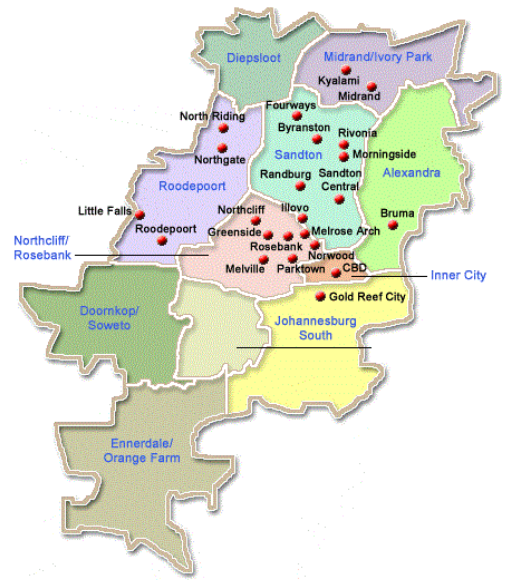 Diepsloot
Midrand/Ivory Park
Kyalami
Midrand
Fourways
North Riding
Byranston
Rivonia
Northgate
Sandton
Morningside
Roodepoort
Randburg
Sandton
Central
Alexandra
Little Falls
Northcliff
Illovo
Bruma
Roodepoort
Greenside
Melrose Arch
Northcliff/
Rosebank
Rosebank
Norwood
Melville
Parktown
CBD
Inner City
Gold Reef City
Doornkop/
Soweto
Johannesburg
South
Ennerdale/
Orange Farm